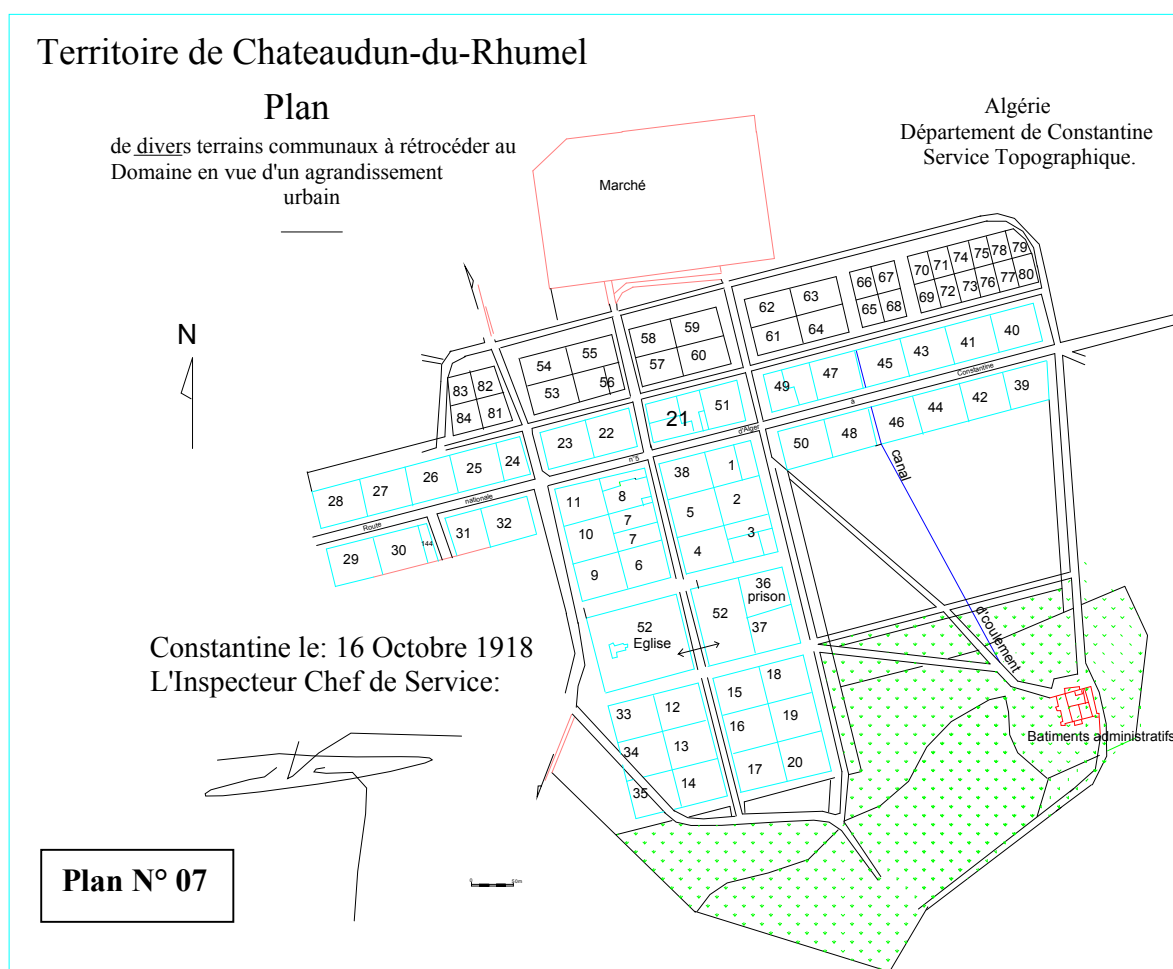 Territoire de Chateaudun-du-Rhumel
Plan
de divers terrains communaux à rétrocéder au
Domaine en vue d'un agrandissement
urbain
Algérie
Département de Constantine
Service Topographique.
Marché
N
62 63
61 64
66 67
65 68
70 71 74 75 78 79
69 72 73 76 77 80
58 59
57 60
54 55
53 56
83 82
84 81
49 47 45 43 41 40
21 51
23 22
28 27 26 25 24
50 48 46 44 42 39
Route nationale n°5 d'Alger a Constantine
29 30 144 31 32
canal d'coulement
38 1
5 2
4 3
11 8
10 7
7
9 6
36
prison
52 37
52
Eglise
15 18
16 19
17 20
33 12
34 13
35 14
Batiments administratifs
Constantine le: 16 Octobre 1918
L'Inspecteur Chef de Service:
Plan N° 07
0 50m